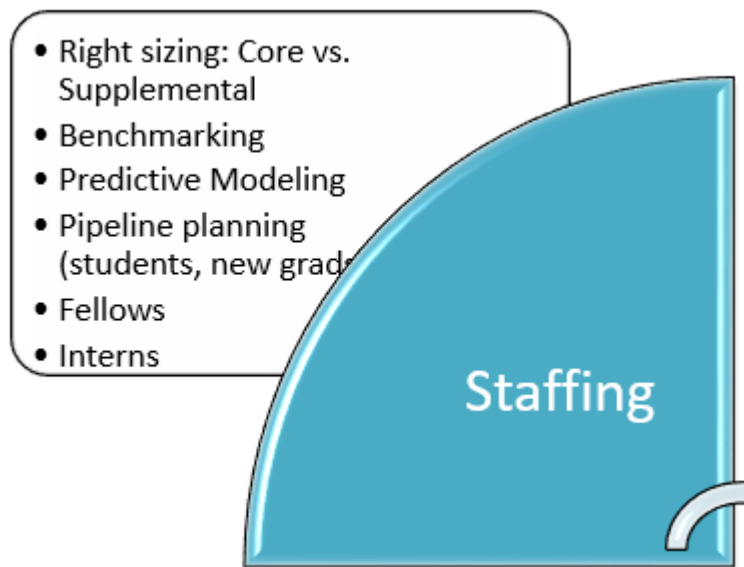 • Right sizing: Core vs.
Supplemental
• Benchmarking
• Predictive Modeling
• Pipeline planning
(students, new grads
• Fellows
• Interns
Staffing